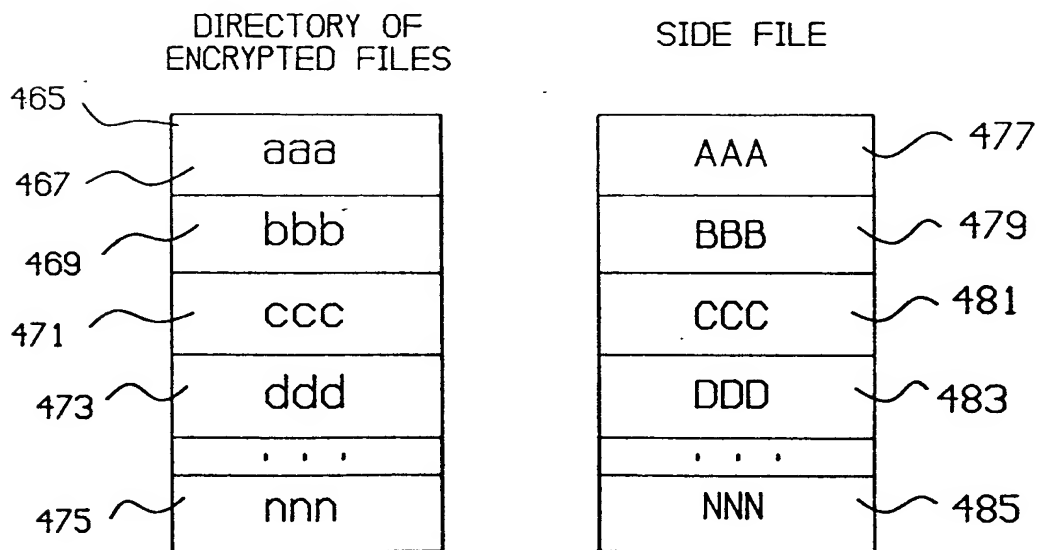 DIRECTORY OF
ENCRYPTED FILES
SIDE FILE
465
467
aaa
AAA
477
469
bbb
BBB
479
471
ccc
CCC
481
473
ddd
DDD
483
. . .
. . .
475
nnn
NNN
485